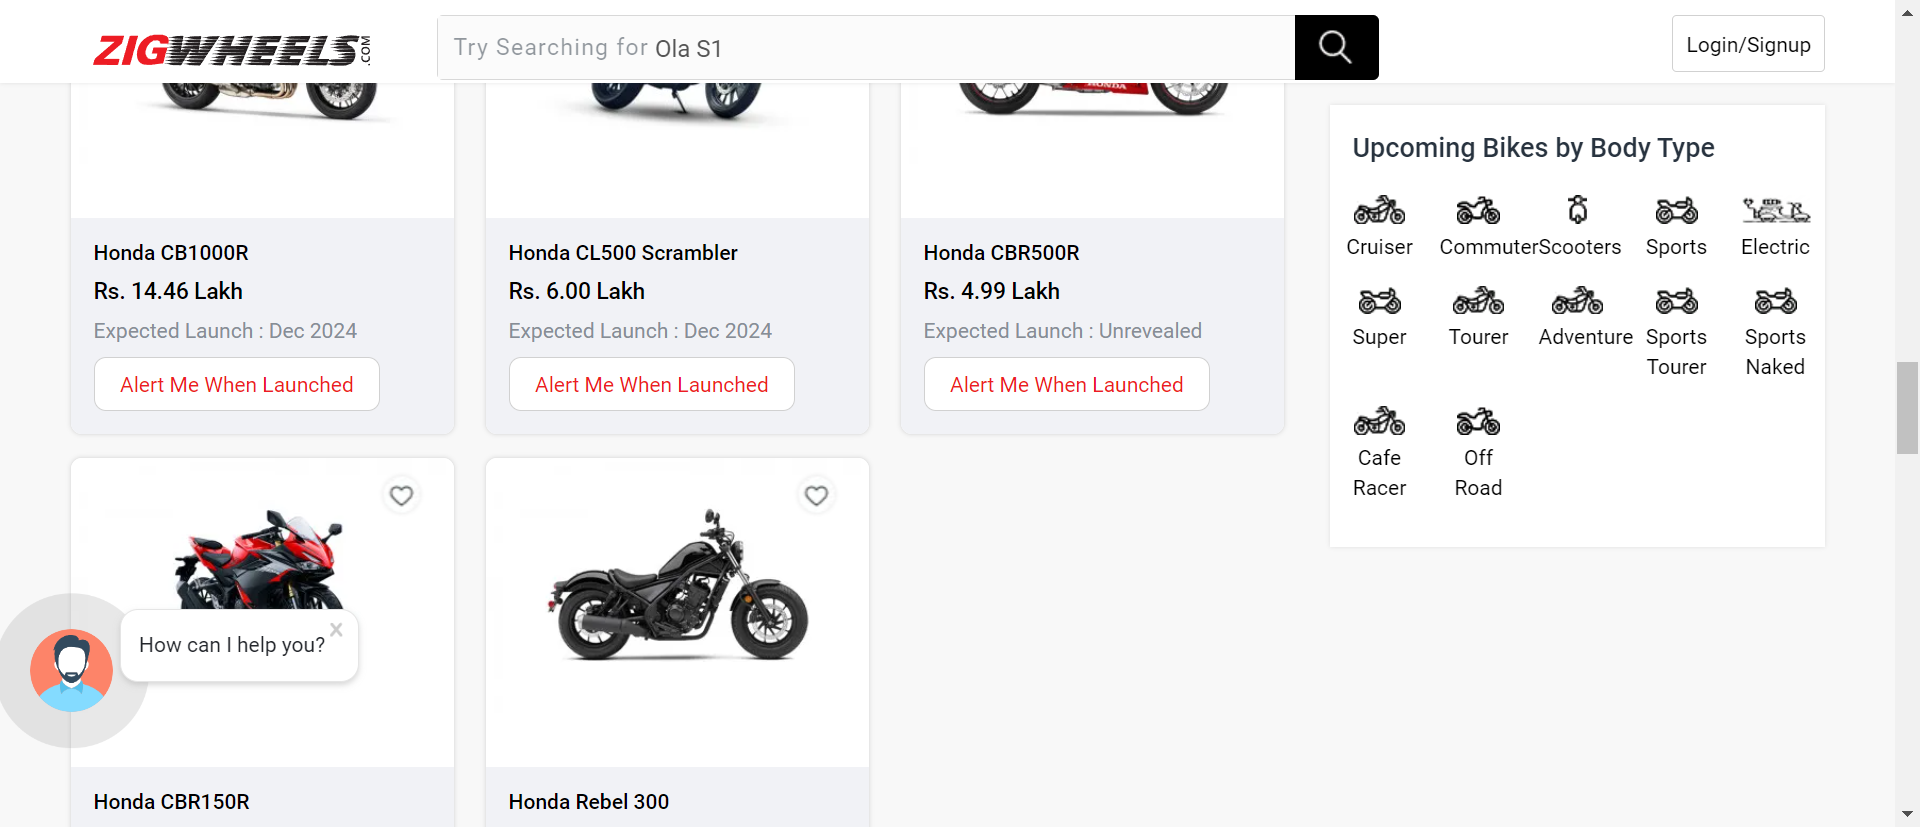 ZIGWHEELS.COM
Try Searching for Ola S1
Login/Signup
HONDA
Honda CB1000R
Rs. 14.46 Lakh
Expected Launch : Dec 2024
Alert Me When Launched
Honda CL500 Scrambler
Rs. 6.00 Lakh
Expected Launch : Dec 2024
Alert Me When Launched
Honda CBR500R
Rs. 4.99 Lakh
Expected Launch : Unrevealed
Alert Me When Launched
Upcoming Bikes by Body Type
Cruiser
Commuter
Scooters
Sports
Electric
Super
Tourer
Adventure
Sports
Tourer
Sports
Naked
Cafe
Racer
Off
Road
How can I help you?
Honda CBR150R
Honda Rebel 300